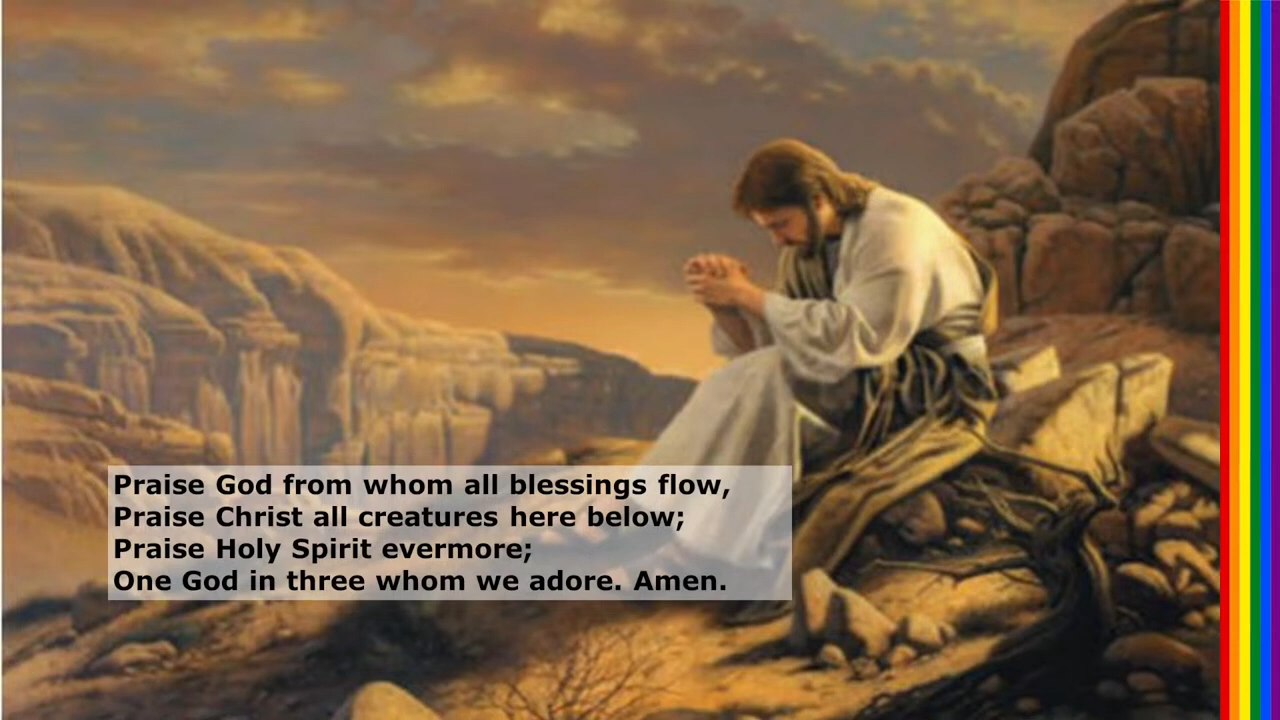 Praise God from whom all blessings flow,
Praise Christ all creatures here below;
Praise Holy Spirit evermore;
One God in three whom we adore. Amen.